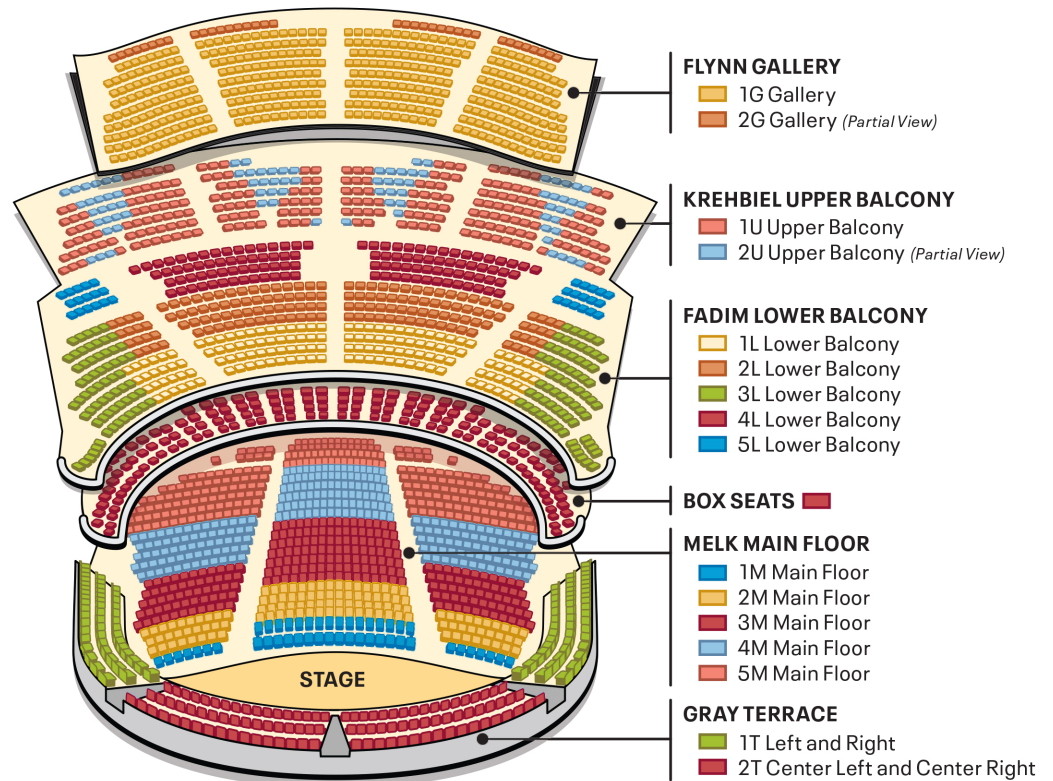 FLYNN GALLERY
1G Gallery
2G Gallery (Partial View)
KREHBIEL UPPER BALCONY
1U Upper Balcony
2U Upper Balcony (Partial View)
FADIM LOWER BALCONY
1L Lower Balcony
2L Lower Balcony
3L Lower Balcony
4L Lower Balcony
5L Lower Balcony
BOX SEATS
MELK MAIN FLOOR
1M Main Floor
2M Main Floor
3M Main Floor
4M Main Floor
5M Main Floor
STAGE
GRAY TERRACE
1T Left and Right
2T Center Left and Center Right